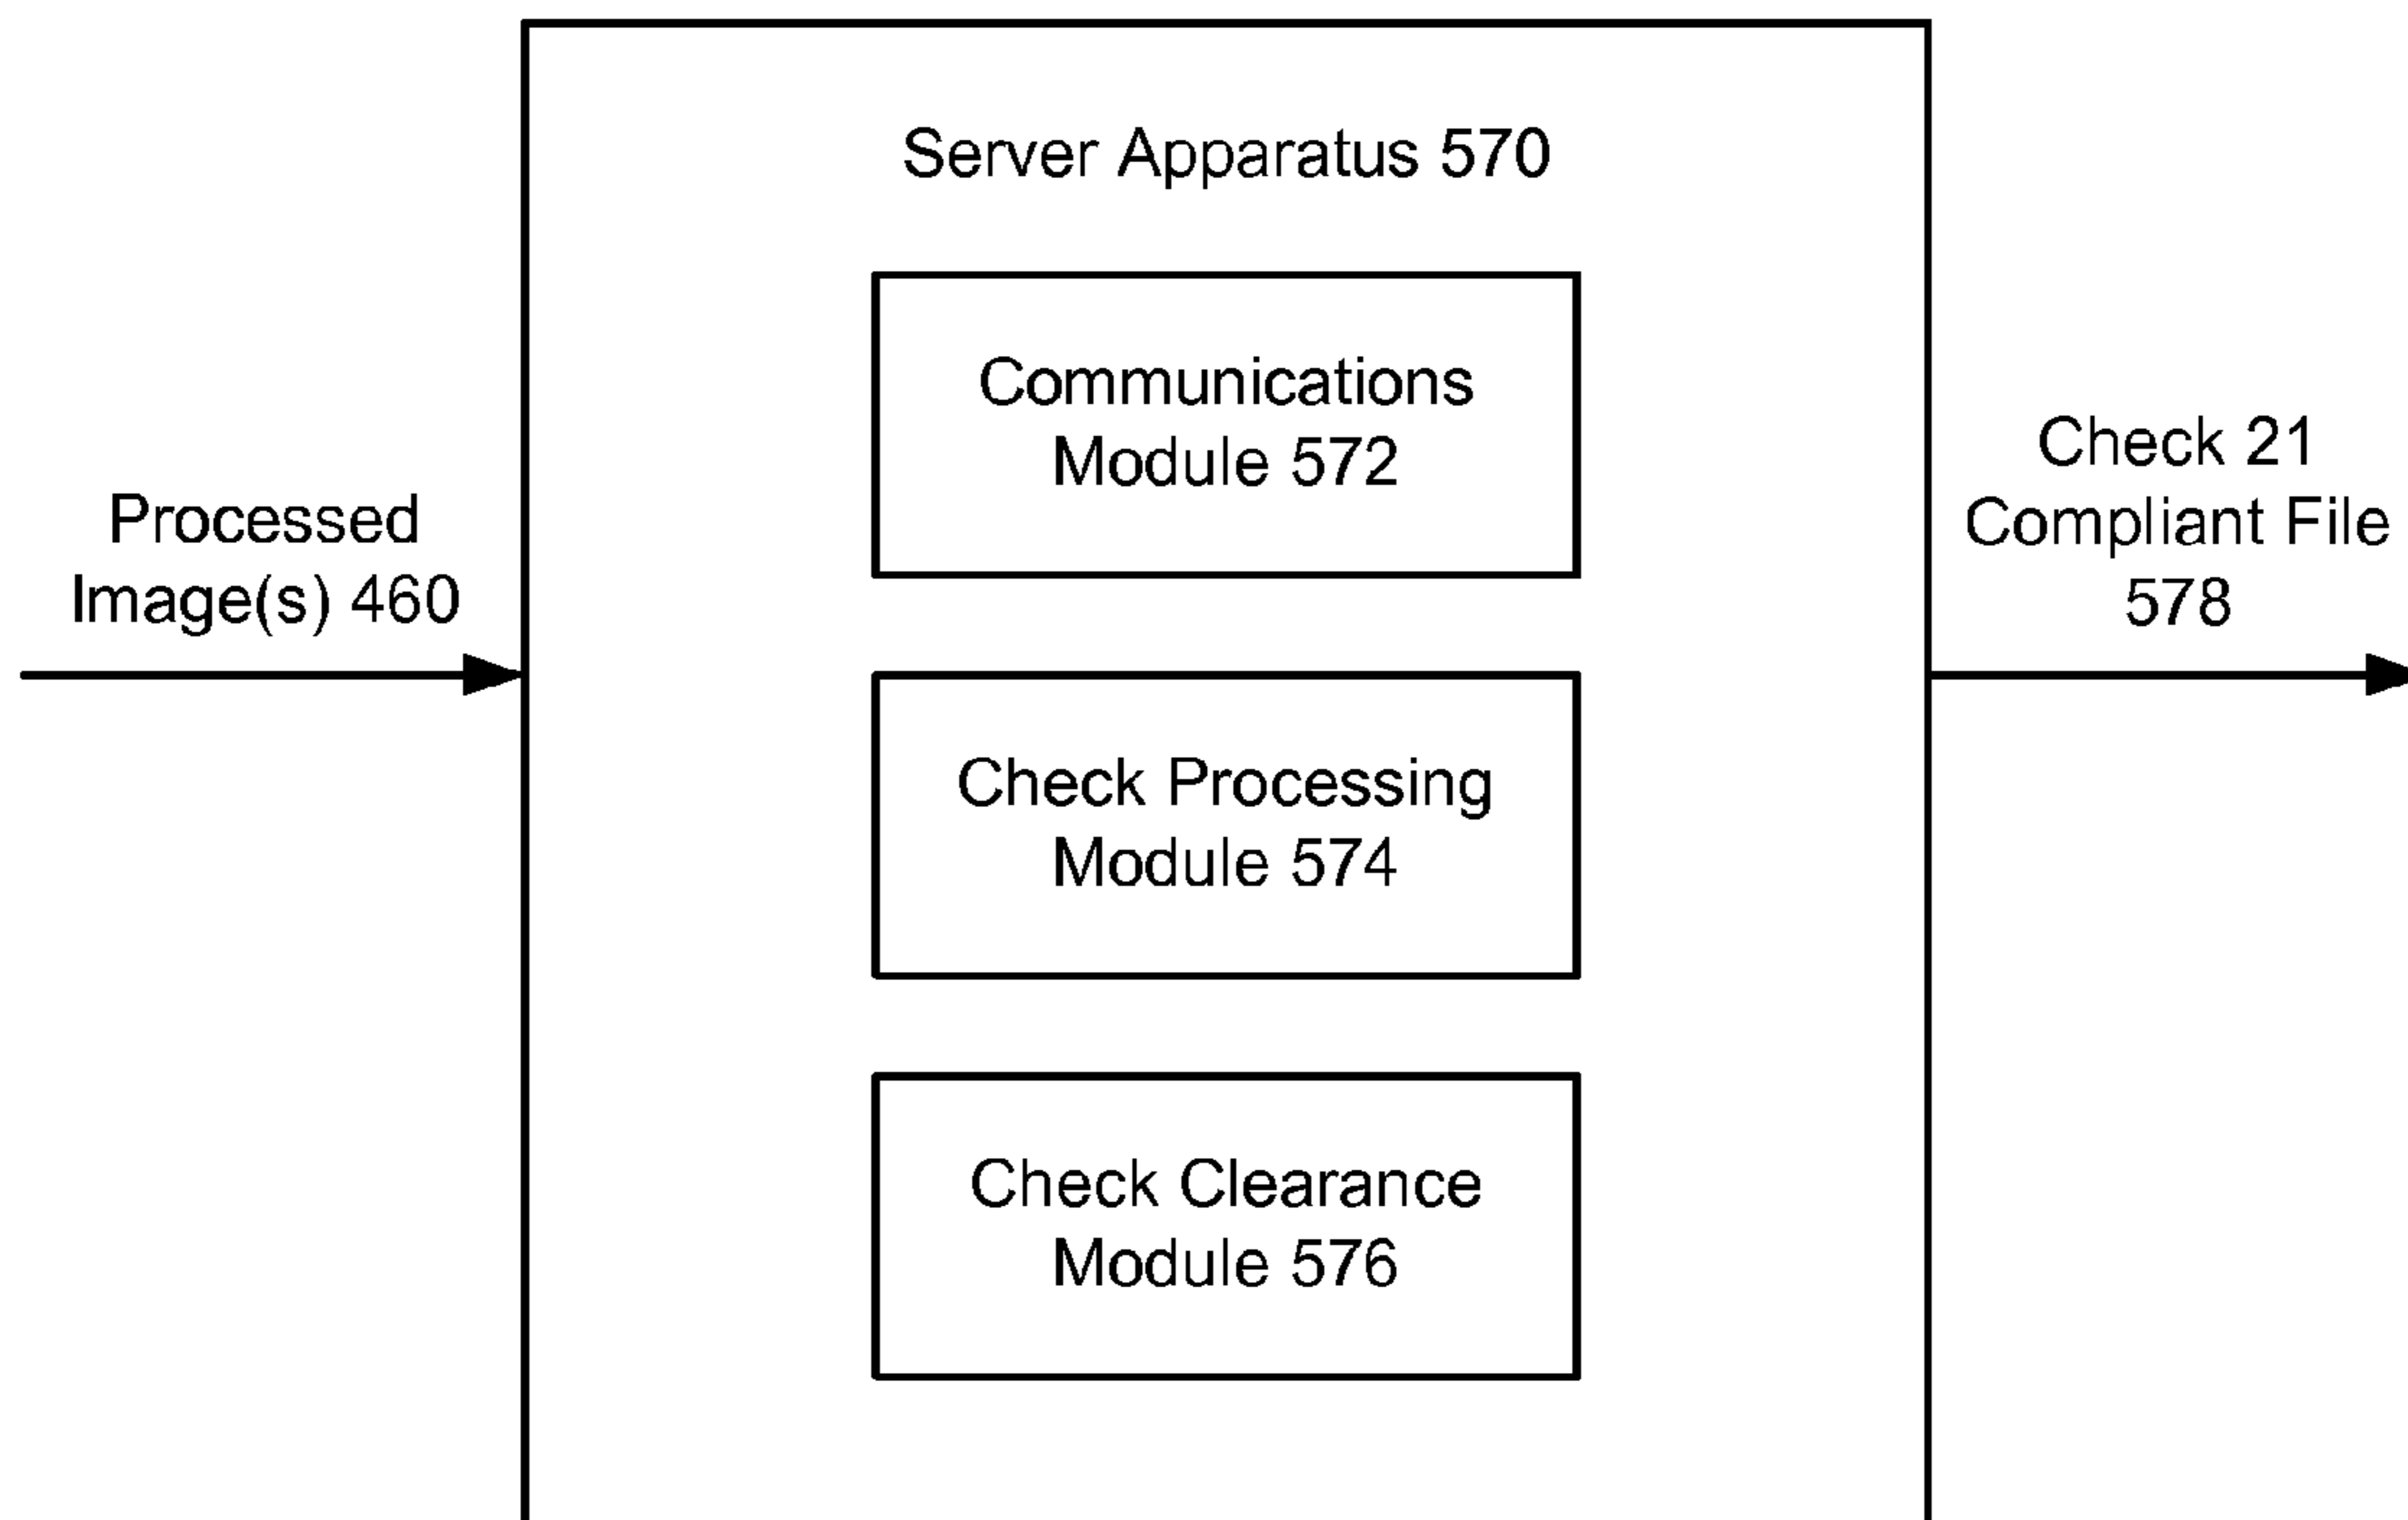 Server Apparatus 570
Communications
Module 572
Processed
Image(s) 460
Check 21
Compliant File
578
Check Processing
Module 574
Check Clearance
Module 576